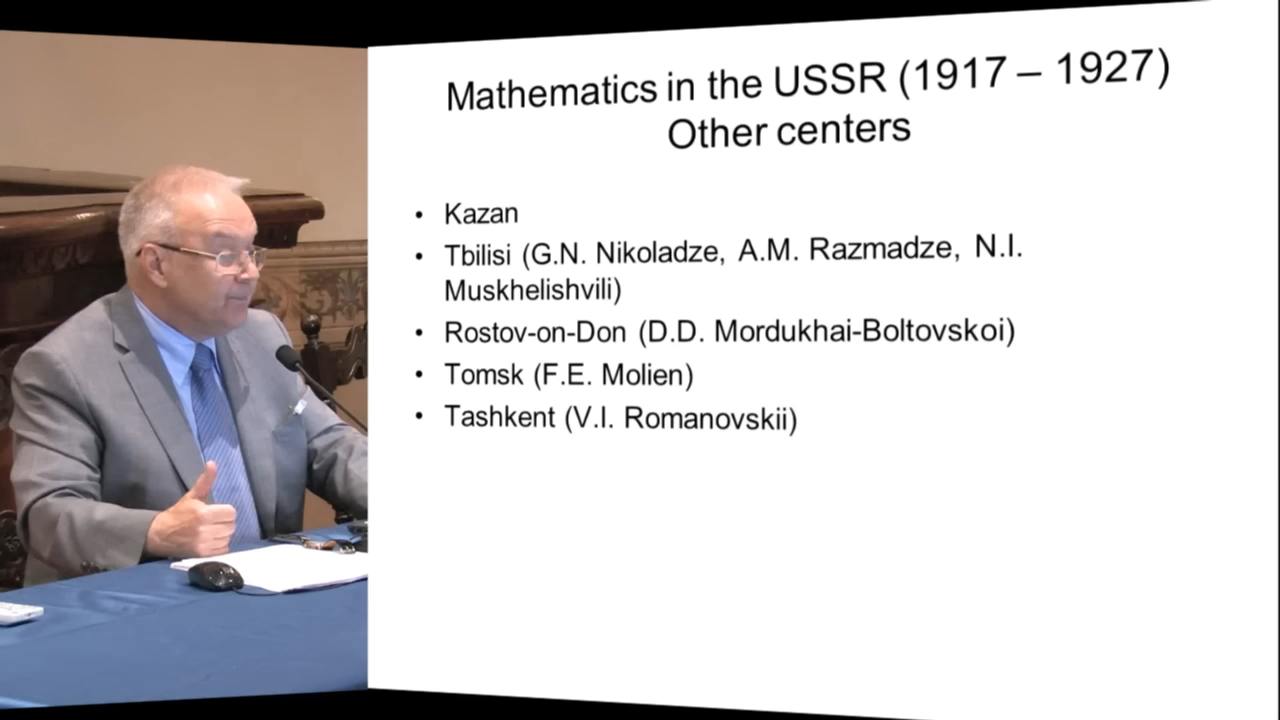 Mathematics in the USSR (1917 – 1927)
Other centers
• Kazan
• Tbilisi (G.N. Nikoladze, A.M. Razmadze, N.I.
Muskhelishvili)
• Rostov-on-Don (D.D. Mordukhai-Boltovskoi)
• Tomsk (F.E. Molien)
• Tashkent (V.I. Romanovskii)